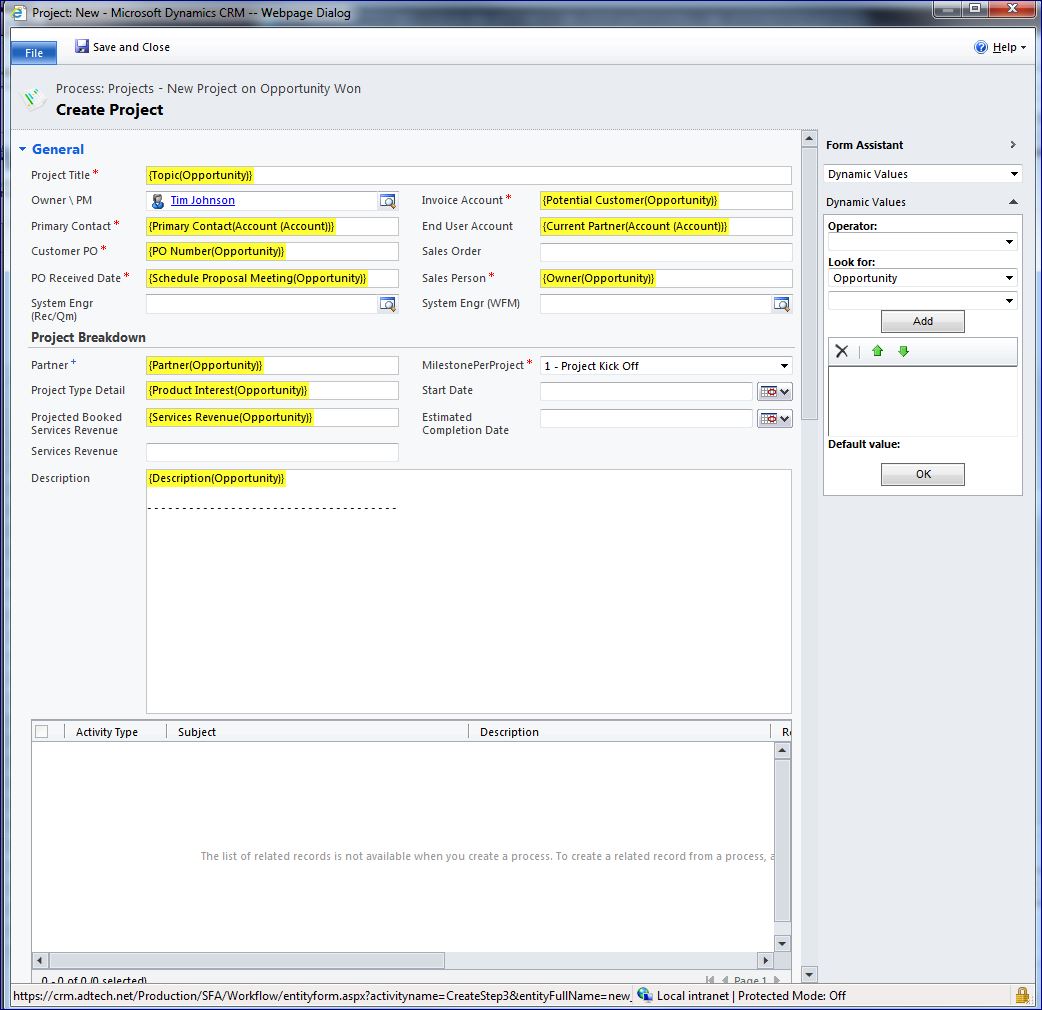 Project: New - Microsoft Dynamics CRM -- Webpage Dialog
File
Save and Close
Help
Process: Projects - New Project on Opportunity Won
Create Project
General
Project Title *
{Topic(Opportunity)}
Owner \ PM
Tim Johnson
Invoice Account *
{Potential Customer(Opportunity)}
Primary Contact *
{Primary Contact(Account (Account))}
End User Account
{Current Partner(Account (Account))}
Customer PO *
{PO Number(Opportunity)}
Sales Order
PO Received Date *
{Schedule Proposal Meeting(Opportunity)}
Sales Person *
{Owner(Opportunity)}
System Engr
(Rec/Qm)
System Engr (WFM)
Project Breakdown
Partner +
{Partner(Opportunity)}
MilestonePerProject *
1 - Project Kick Off
Project Type Detail
{Product Interest(Opportunity)}
Start Date
Projected Booked
Services Revenue
{Services Revenue(Opportunity)}
Estimated
Completion Date
Services Revenue
Description
{Description(Opportunity)}
- - - - - - - - - - - - - - - - - - - - - - - - - - - - - - - - - - - -
Activity Type
Subject
Description
Re
The list of related records is not available when you create a process. To create a related record from a process, a
0 - 0 of 0 (0 selected)
Page 1
Form Assistant
Dynamic Values
Dynamic Values
Operator:
Look for:
Opportunity
Add
Default value:
OK
https://crm.adtech.net/Production/SFA/Workflow/entityform.aspx?activityname=CreateStep3&entityFullName=new_
Local intranet | Protected Mode: Off